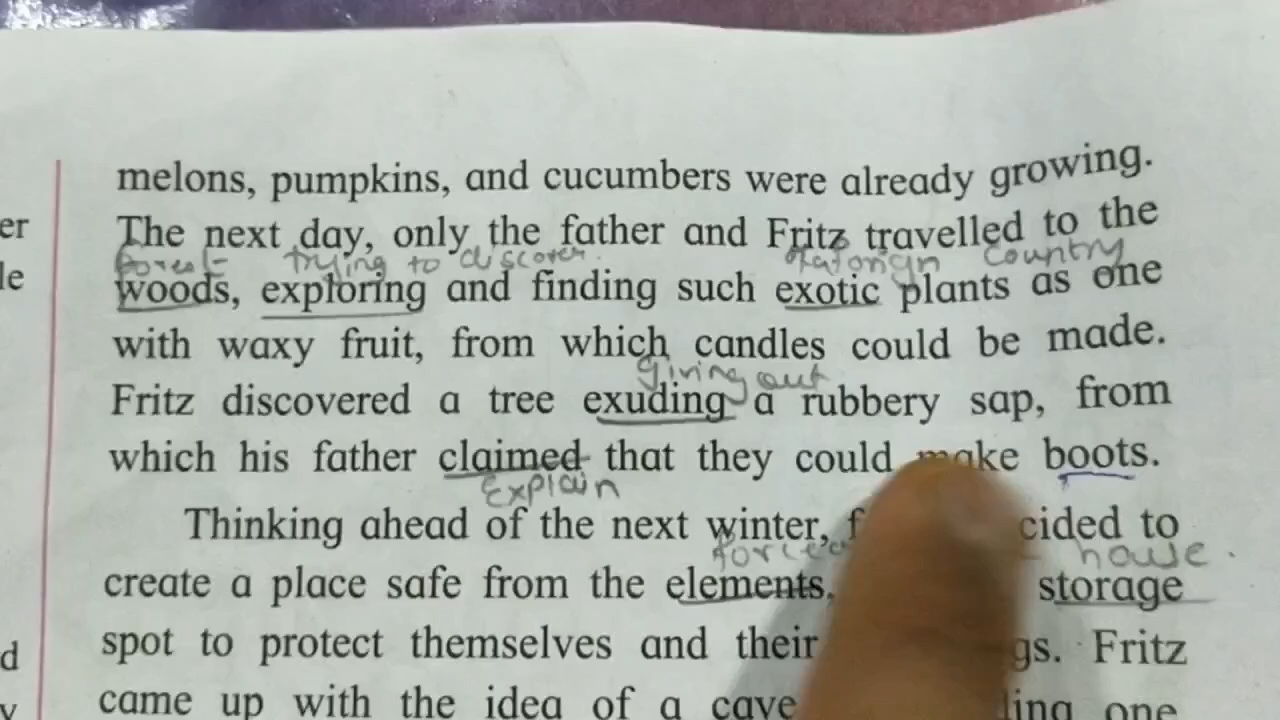 melons, pumpkins, and cucumbers were already growing.
er
The next day, only the father and Fritz travelled to the
forest trying to discover. country
le
woods, exploring and finding such exotic plants as one
with waxy fruit, from which candles could be made.
giving out
Fritz discovered a tree exuding a rubbery sap, from
which his father claimed that they could make boots.
Explain
Thinking ahead of the next winter, cided to
house.
create a place safe from the elements, storage
d
spot to protect themselves and their gs. Fritz
y
came up with the idea of a cave one